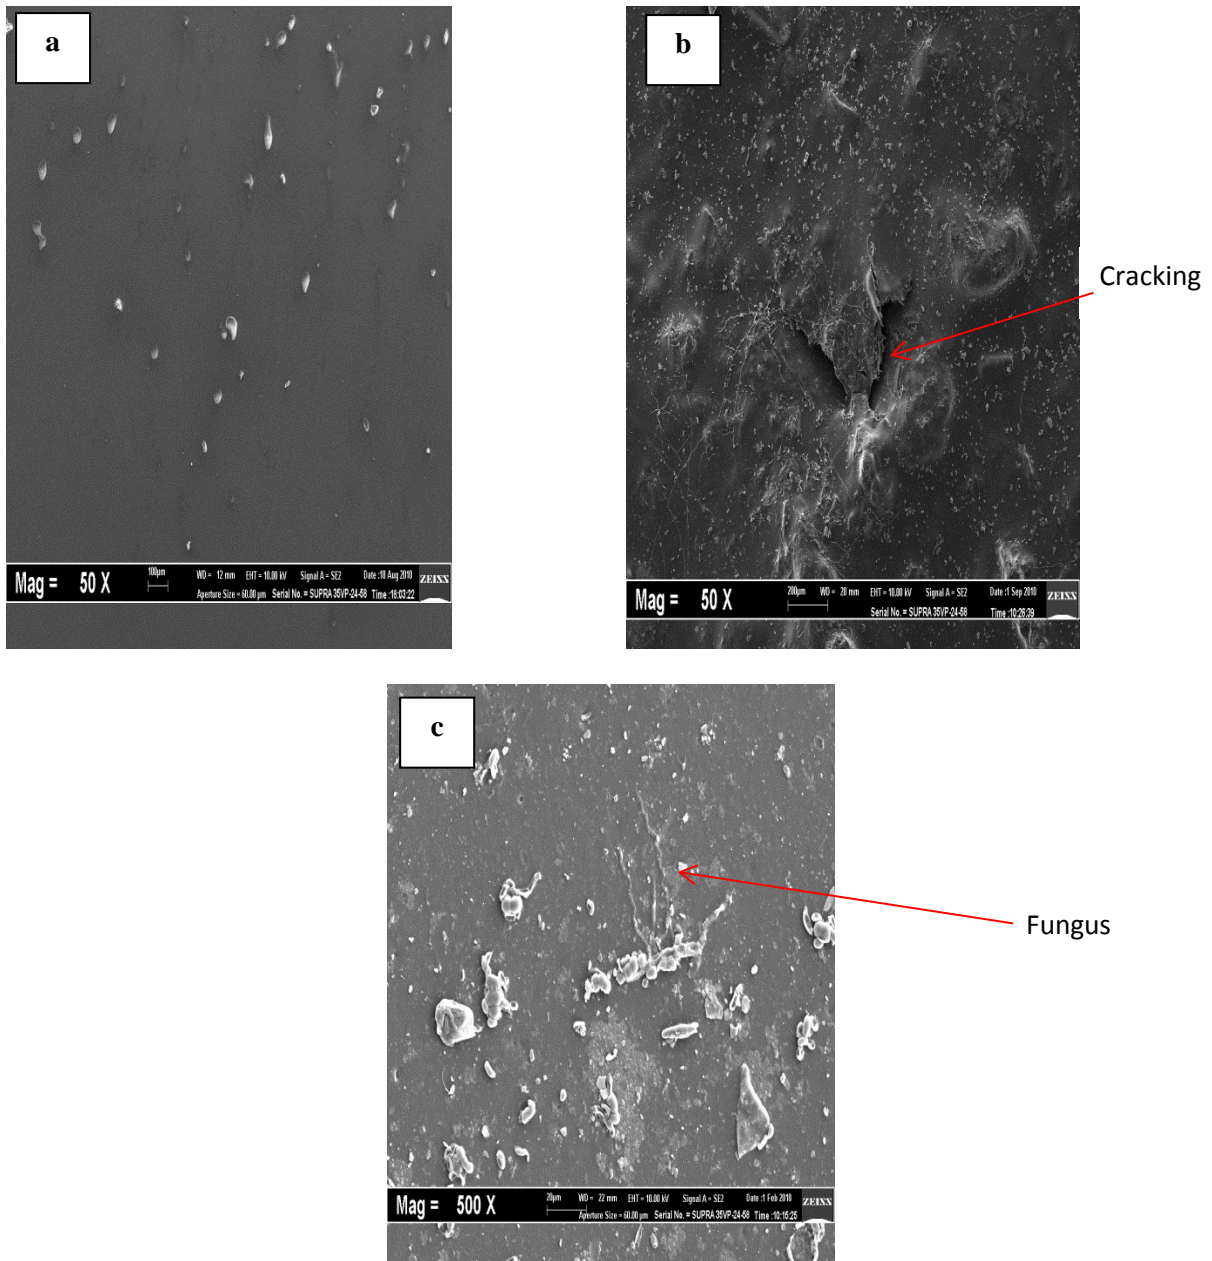 a
b
Cracking
Mag = 50 X 100µm WD = 12 mm EHT = 10.00 kV Signal A = SE2 Date :18 Aug 2010 ZEISS
Aperture Size = 60.00 µm Serial No. = SUPRA 35VP-24-58 Time :18:03:22
Mag = 50 X 200µm WD = 20 mm EHT = 10.00 kV Signal A = SE2 Date :1 Sep 2010 ZEISS
Serial No. = SUPRA 35VP-24-58 Time :10:26:39
c
Fungus
Mag = 500 X 20µm WD = 22 mm EHT = 10.00 kV Signal A = SE2 Date :1 Feb 2010 ZEISS
Aperture Size = 60.00 µm Serial No. = SUPRA 35VP-24-58 Time :10:15:25